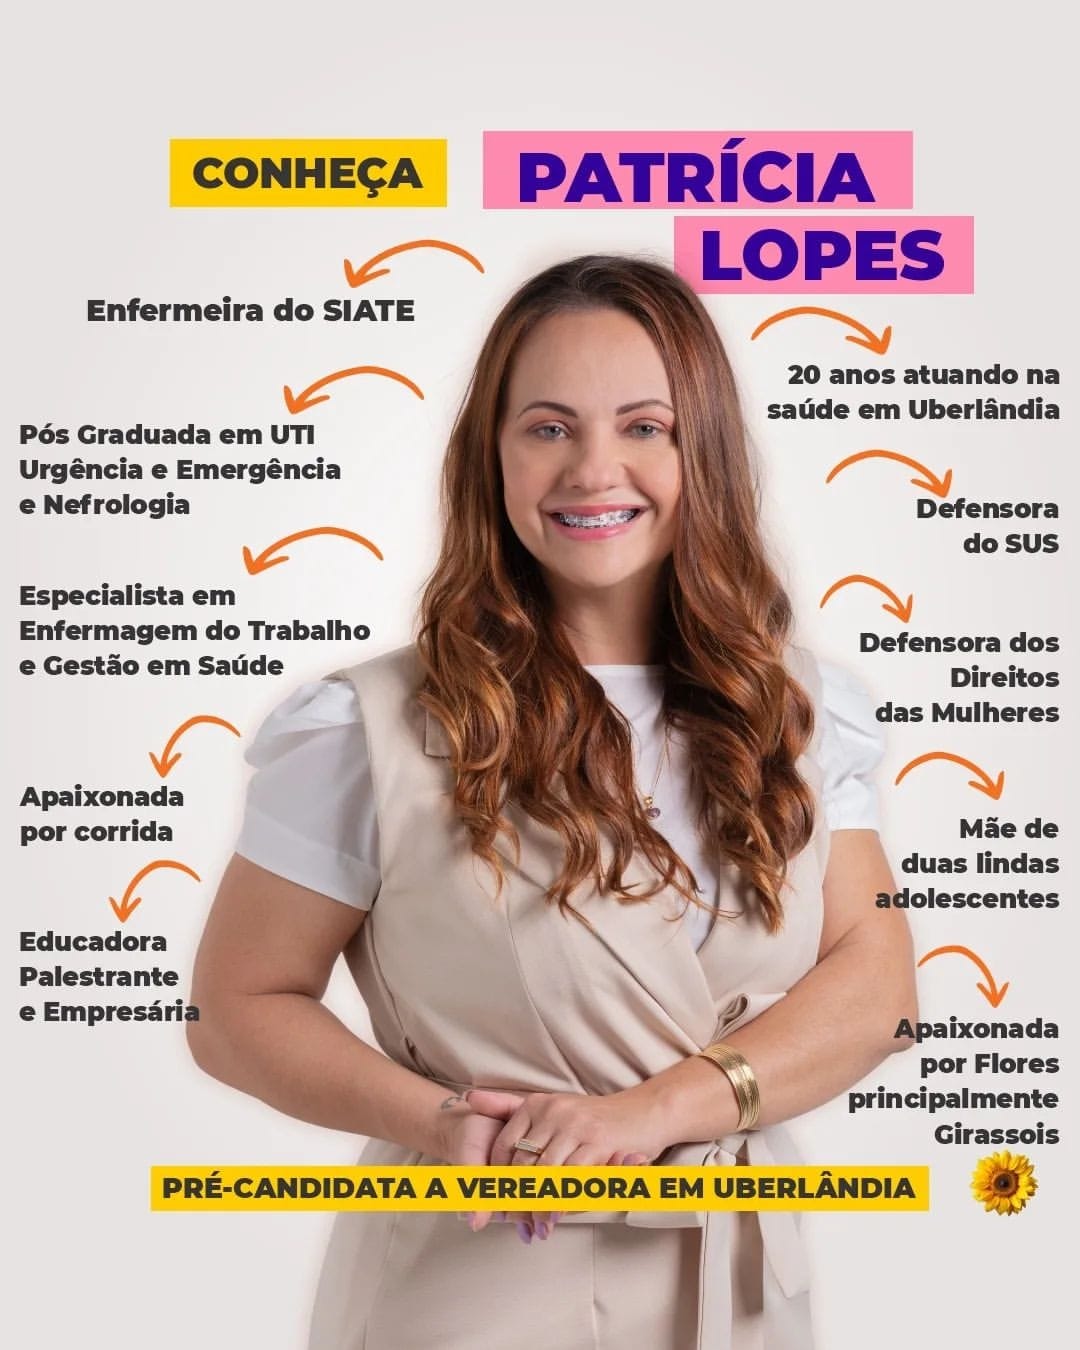 CONHEÇA
PATRÍCIA
LOPES
Enfermeira do SIATE
Pós Graduada em UTI
Urgência e Emergência
e Nefrologia
Especialista em
Enfermagem do Trabalho
e Gestão em Saúde
Apaixonada
por corrida
Educadora
Palestrante
e Empresária
20 anos atuando na
saúde em Uberlândia
Defensora
do SUS
Defensora dos
Direitos
das Mulheres
Mãe de
duas lindas
adolescentes
Apaixonada
por Flores
principalmente
Girassois
PRÉ-CANDIDATA A VEREADORA EM UBERLÂNDIA